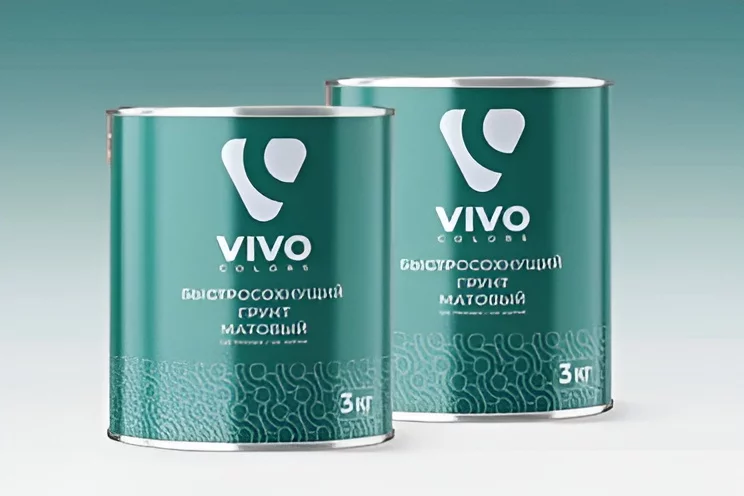 VIVO
COLORS
БЫСТРОСОХНУЩИЙ
ГРУНТ
МАТОВЫЙ
3 КГ
VIVO
COLORS
БЫСТРОСОХНУЩИЙ
ГРУНТ
МАТОВЫЙ
3 КГ